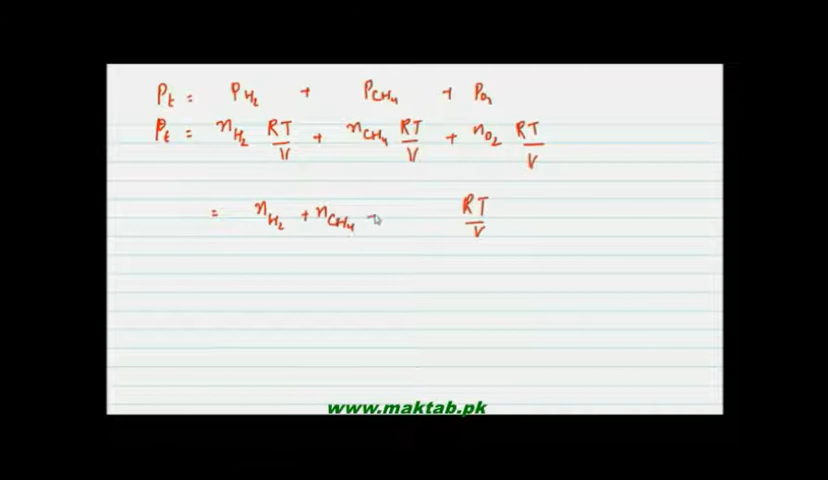 Pt = PH2 + PCH4 + PO2
Pt = nH2 RT/V + nCH4 RT/V + nO2 RT/V
= nH2 + nCH4 + RT/V
www.maktab.pk